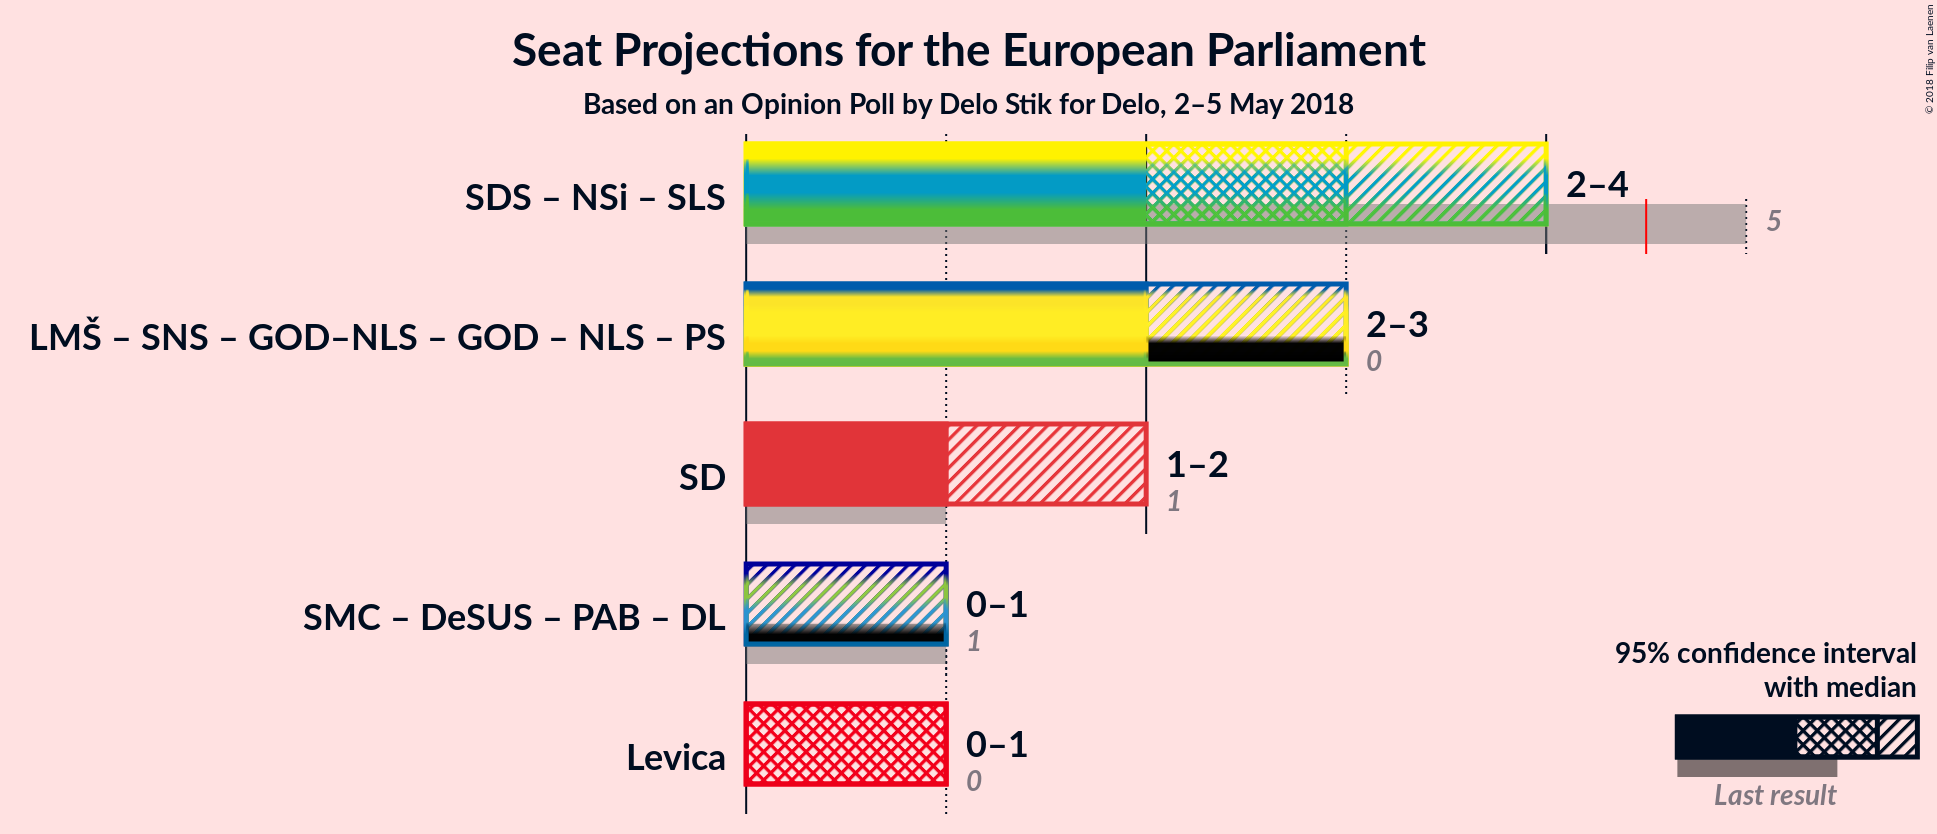 Seat Projections for the European Parliament
Based on an Opinion Poll by Delo Stik for Delo, 2–5 May 2018
© 2018 Filip van Laenen
SDS – NSi – SLS
2–4
5
LMŠ – SNS – GOD–NLS – GOD – NLS – PS
2–3
0
SD
1–2
1
SMC – DeSUS – PAB – DL
0–1
1
Levica
0–1
0
95% confidence interval
with median
Last result